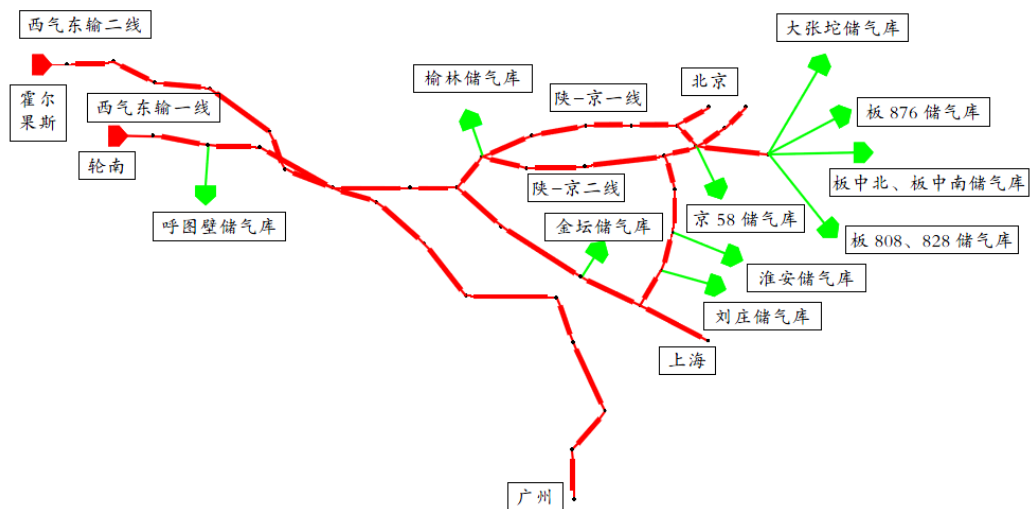 西气东输二线
大张坨储气库
榆林储气库
陕-京一线
北京
霍尔
果斯
西气东输一线
板 876 储气库
轮南
陕-京二线
板中北、板中南储气库
呼图壁储气库
金坛储气库
京 58 储气库
板 808、828 储气库
淮安储气库
刘庄储气库
上海
广州